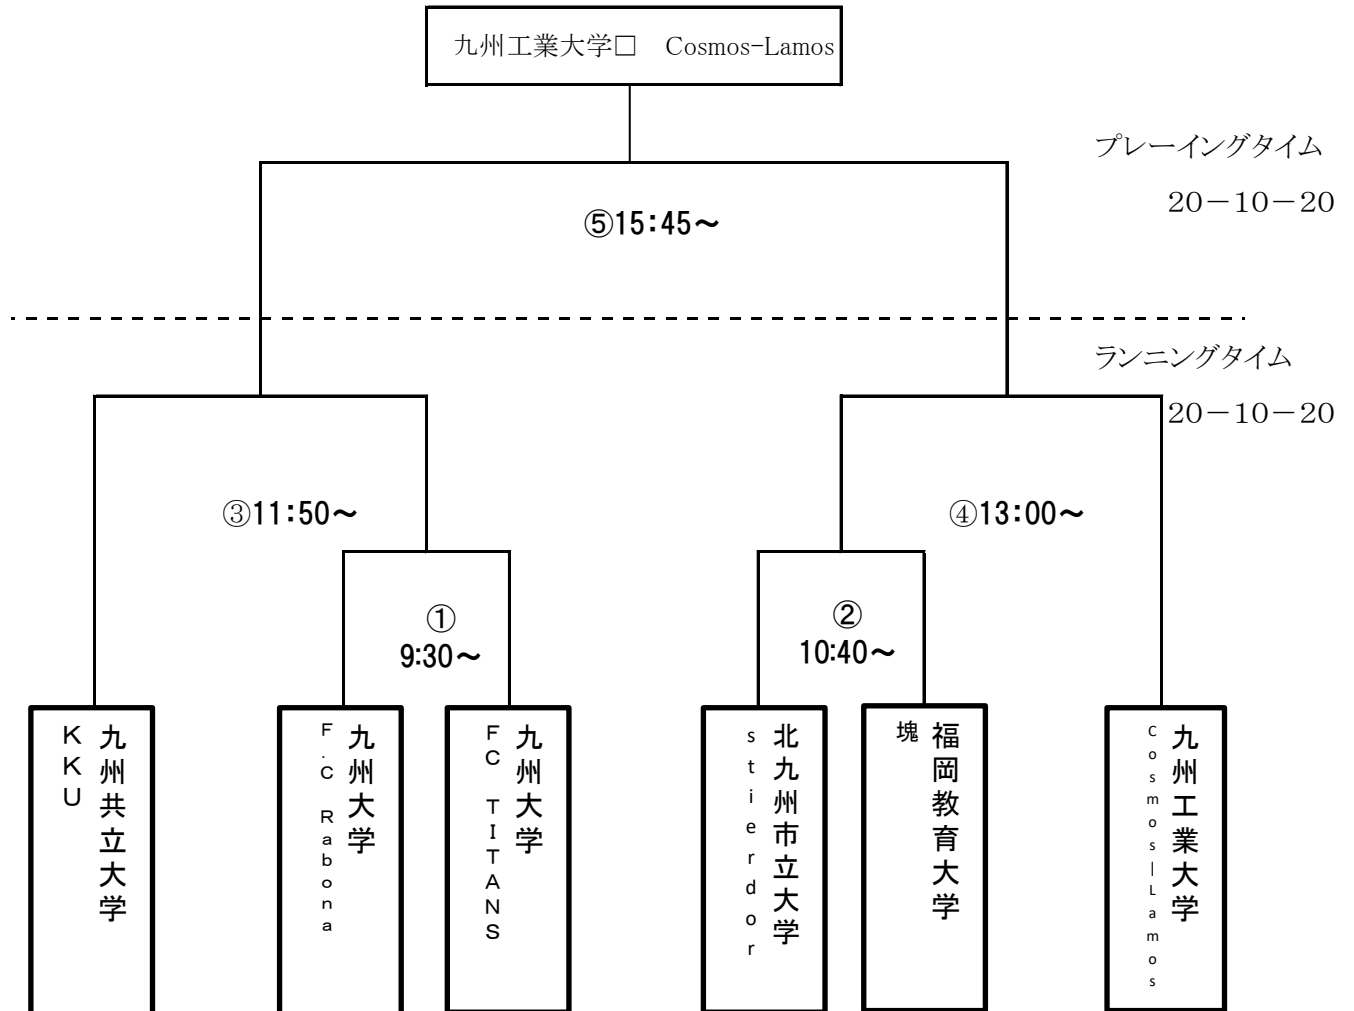 九州工業大学□　Cosmos-Lamos
プレーイングタイム
20－10－20
⑤15:45～
ランニングタイム
20－10－20
③11:50～
④13:00～
①
9:30～
②
10:40～
九州共立大学
KKU
九州大学
F.C Rabona
九州大学
FC TITANS
北九州市立大学
stierdor
福岡教育大学
塊
九州工業大学
Cosmos|Lamos